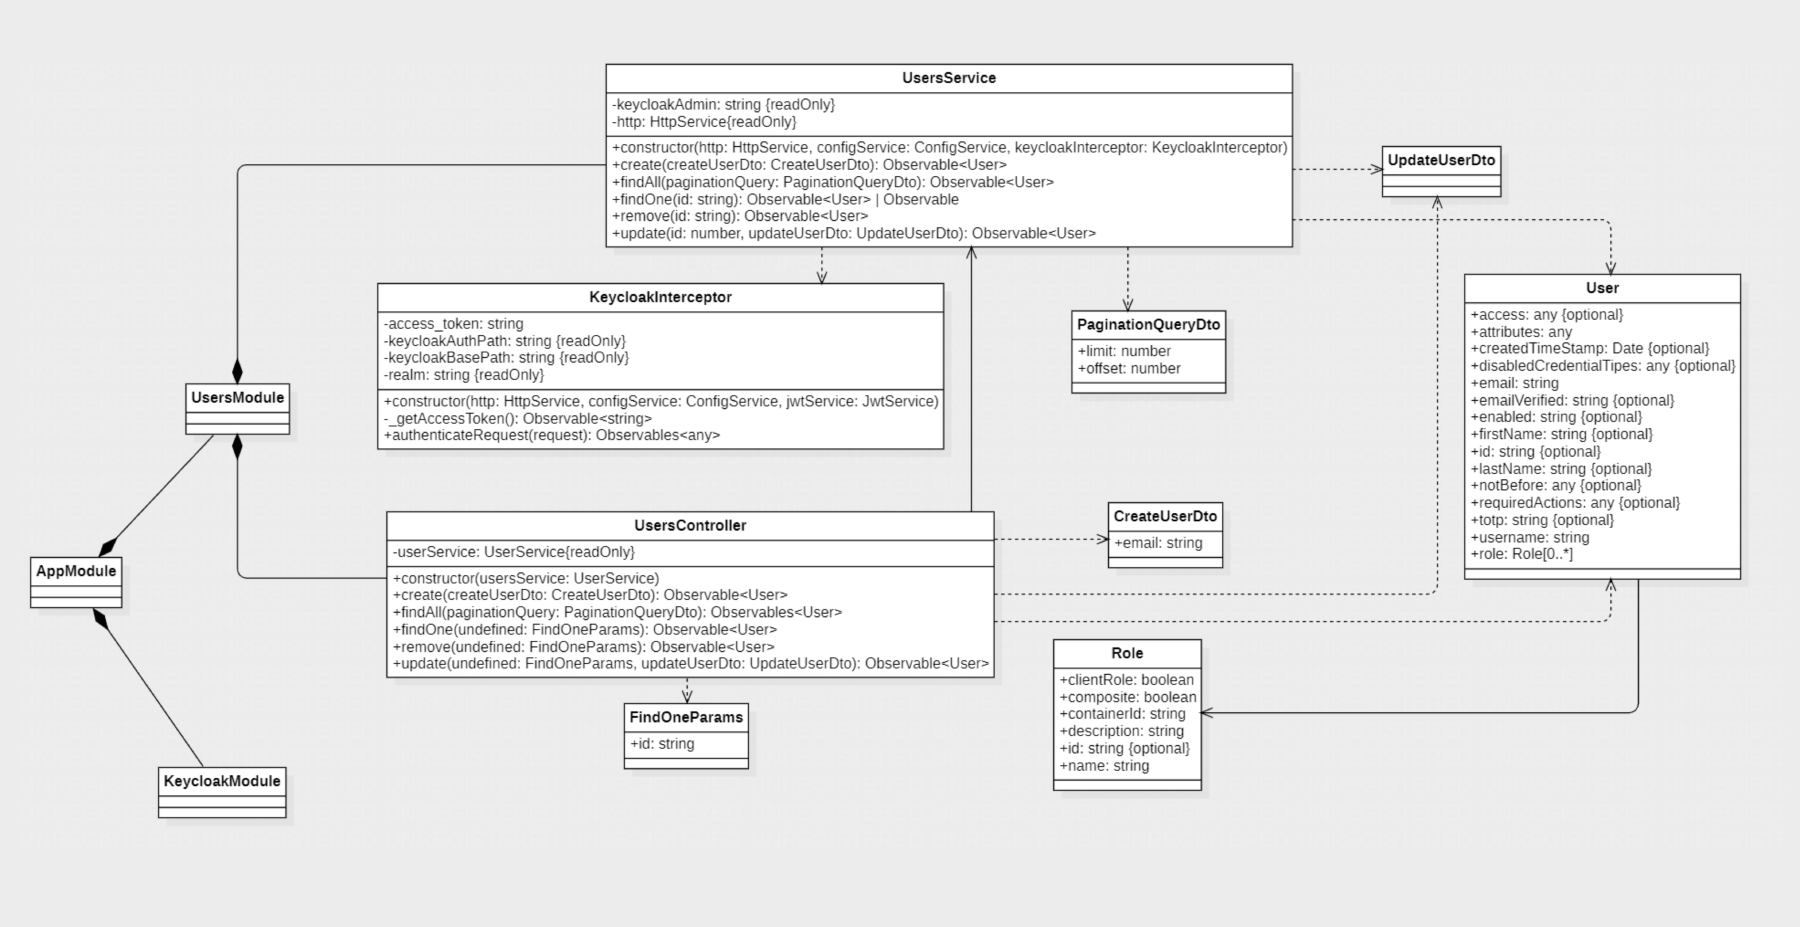 UsersService
-keycloakAdmin: string {readOnly}
-http: HttpService{readOnly}
+constructor(http: HttpService, configService: ConfigService, keycloakInterceptor: KeycloakInterceptor)
+create(createUserDto: CreateUserDto): Observable<User>
+findAll(paginationQuery: PaginationQueryDto): Observable<User>
+findOne(id: string): Observable<User> | Observable
+remove(id: string): Observable<User>
+update(id: number, updateUserDto: UpdateUserDto): Observable<User>
UpdateUserDto
KeycloakInterceptor
-access_token: string
-keycloakAuthPath: string {readOnly}
-keycloakBasePath: string {readOnly}
-realm: string {readOnly}
+constructor(http: HttpService, configService: ConfigService, jwtService: JwtService)
-_getAccessToken(): Observable<string>
+authenticateRequest(request): Observables<any>
PaginationQueryDto
+limit: number
+offset: number
User
+access: any {optional}
+attributes: any
+createdTimeStamp: Date {optional}
+disabledCredentialTipes: any {optional}
+email: string
+emailVerified: string {optional}
+enabled: string {optional}
+firstName: string {optional}
+id: string {optional}
+lastName: string {optional}
+notBefore: any {optional}
+requiredActions: any {optional}
+totp: string {optional}
+username: string
+role: Role[0..*]
UsersModule
UsersController
-userService: UserService{readOnly}
+constructor(usersService: UserService)
+create(createUserDto: CreateUserDto): Observable<User>
+findAll(paginationQuery: PaginationQueryDto): Observables<User>
+findOne(undefined: FindOneParams): Observable<User>
+remove(undefined: FindOneParams): Observable<User>
+update(undefined: FindOneParams, updateUserDto: UpdateUserDto): Observable<User>
CreateUserDto
+email: string
AppModule
Role
+clientRole: boolean
+composite: boolean
+containerId: string
+description: string
+id: string {optional}
+name: string
FindOneParams
+id: string
KeycloakModule